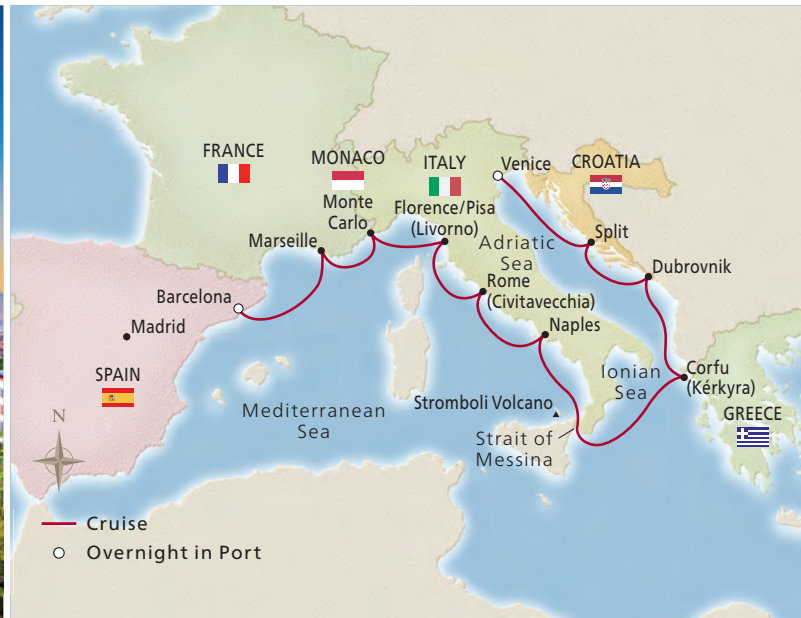 FRANCE
MONACO
ITALY
Venice
CROATIA
Monte
Carlo
Florence/Pisa
(Livorno)
Marseille
Adriatic
Sea
Split
Dubrovnik
Barcelona
Rome
(Civitavecchia)
Madrid
Naples
SPAIN
Ionian
Sea
Corfu
(Kérkyra)
Mediterranean
Sea
Stromboli Volcano
GREECE
N
Strait of
Messina
Cruise
Overnight in Port